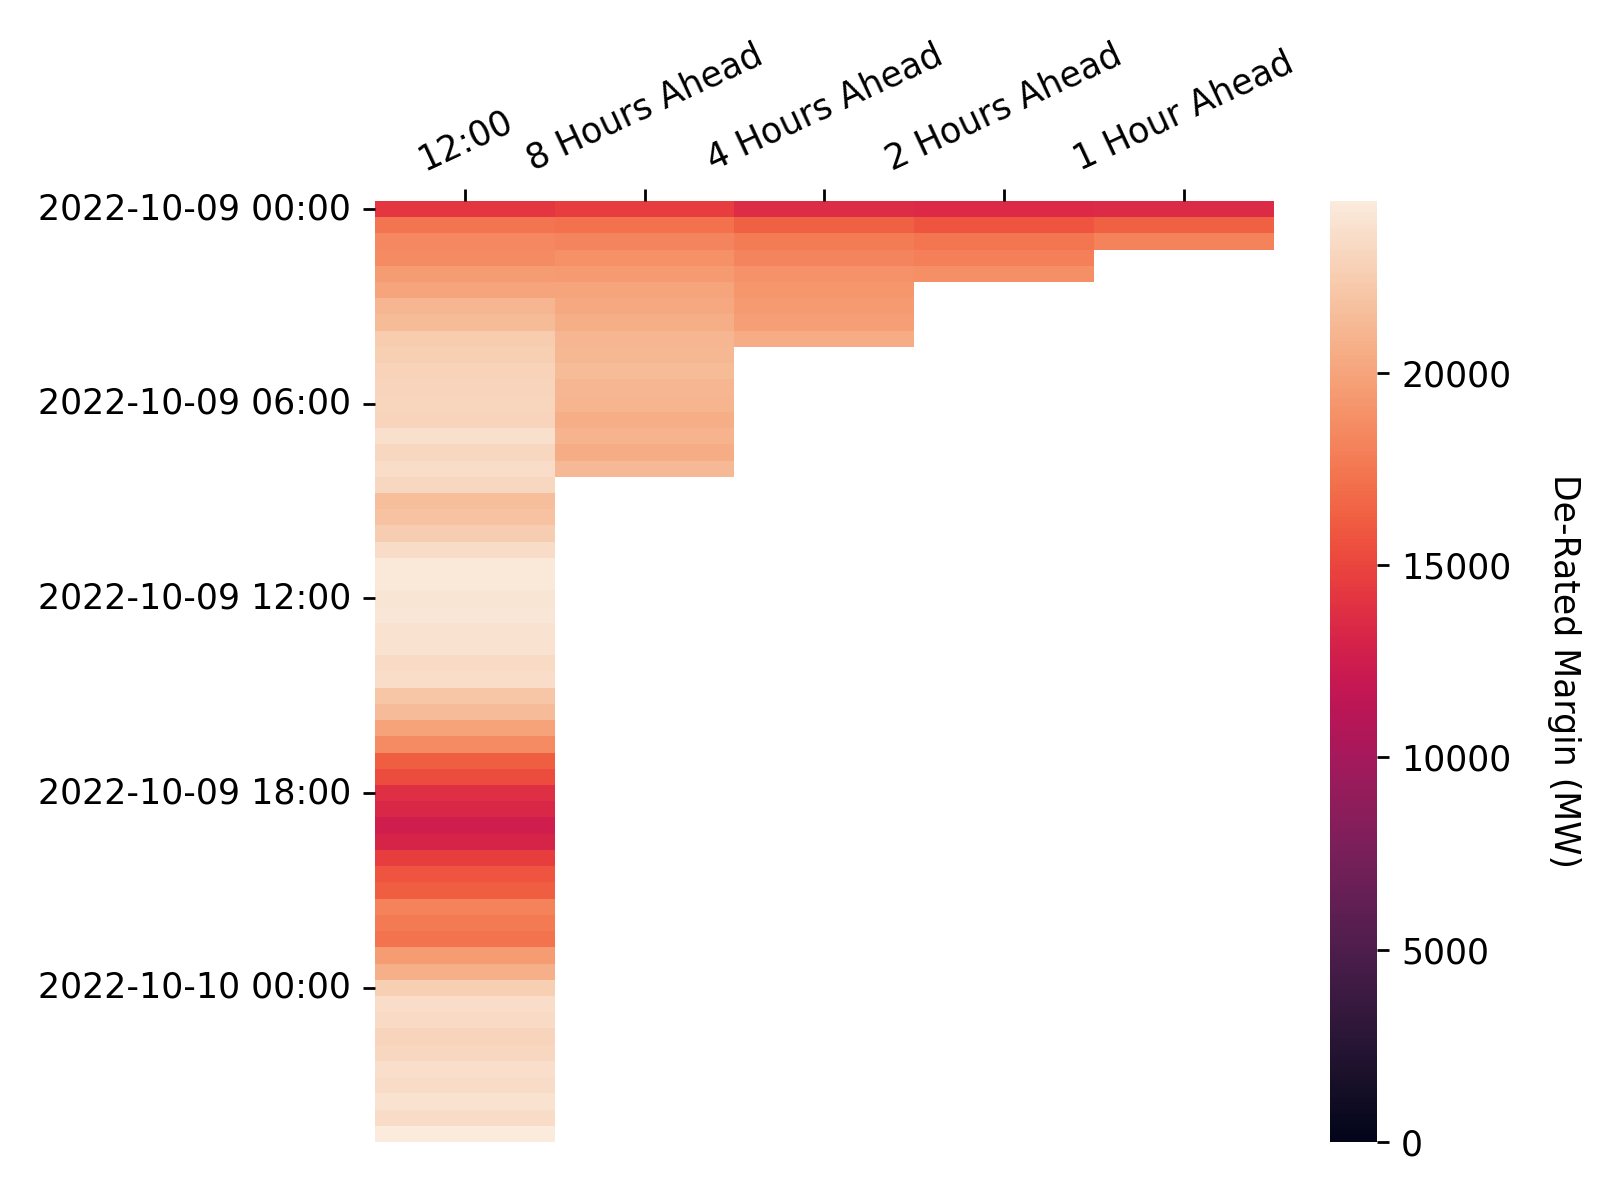 12:00
8 Hours Ahead
4 Hours Ahead
2 Hours Ahead
1 Hour Ahead
2022-10-09 00:00
2022-10-09 06:00
2022-10-09 12:00
2022-10-09 18:00
2022-10-10 00:00
20000
15000
10000
5000
0
De-Rated Margin (MW)